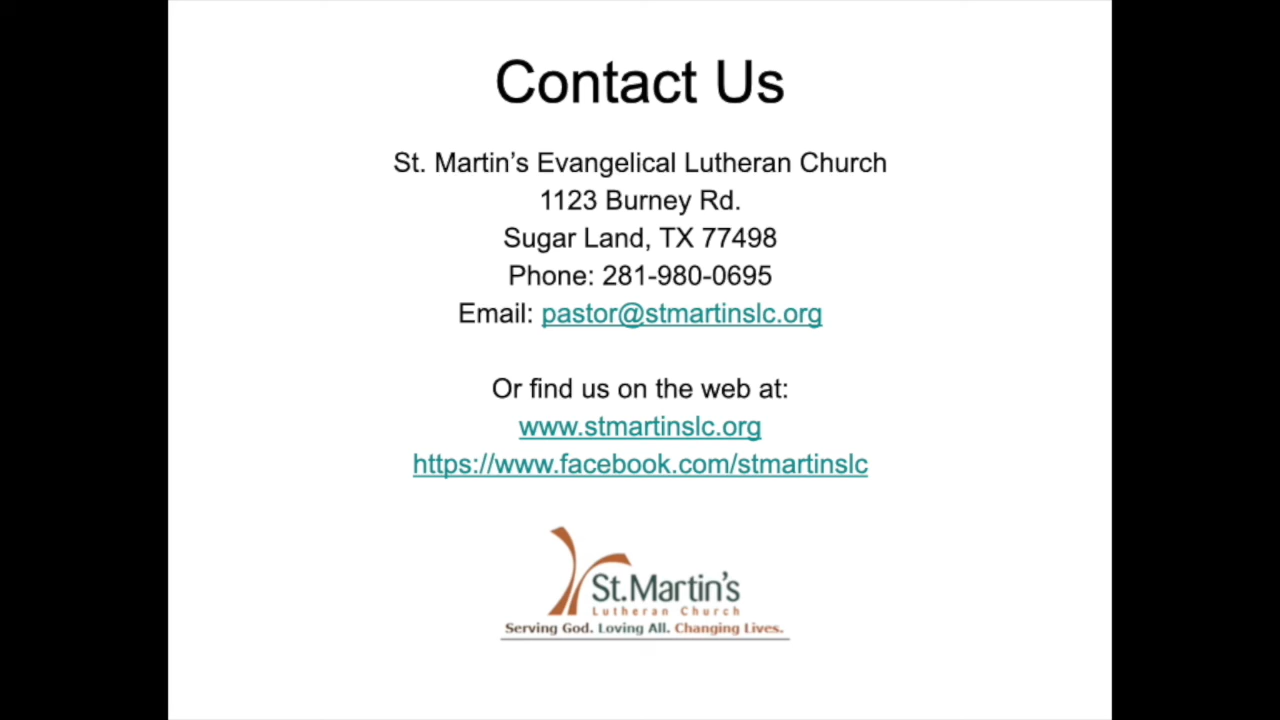 Contact Us
St. Martin’s Evangelical Lutheran Church
1123 Burney Rd.
Sugar Land, TX 77498
Phone: 281-980-0695
Email: pastor@stmartinslc.org
Or find us on the web at:
www.stmartinslc.org
https://www.facebook.com/stmartinslc
St.Martin's
Lutheran Church
Serving God. Loving All. Changing Lives.